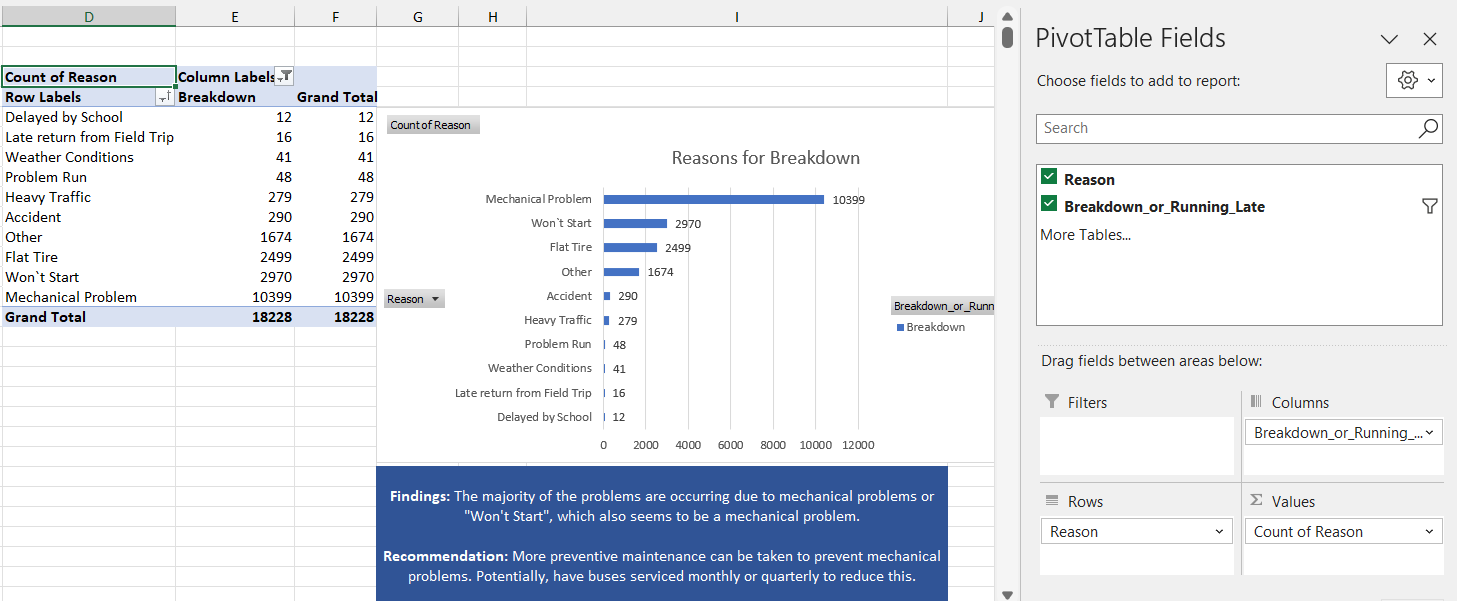 D E F G H I J
Count of Reason Column Labels
Row Labels Breakdown Grand Total
Delayed by School 12 12
Late return from Field Trip 16 16
Weather Conditions 41 41
Problem Run 48 48
Heavy Traffic 279 279
Accident 290 290
Other 1674 1674
Flat Tire 2499 2499
Won`t Start 2970 2970
Mechanical Problem 10399 10399
Grand Total 18228 18228
Count of Reason
Reasons for Breakdown
Mechanical Problem 10399
Won`t Start 2970
Flat Tire 2499
Other 1674
Accident 290
Heavy Traffic 279
Problem Run 48
Weather Conditions 41
Late return from Field Trip 16
Delayed by School 12
0 2000 4000 6000 8000 10000 12000
Reason
Breakdown_or_Runn
Breakdown
Findings: The majority of the problems are occurring due to mechanical problems or
"Won't Start", which also seems to be a mechanical problem.
Recommendation: More preventive maintenance can be taken to prevent mechanical
problems. Potentially, have buses serviced monthly or quarterly to reduce this.
PivotTable Fields
Choose fields to add to report:
Search
Reason
Breakdown_or_Running_Late
More Tables...
Drag fields between areas below:
Filters
Columns
Breakdown_or_Running_...
Rows
Σ Values
Reason
Count of Reason